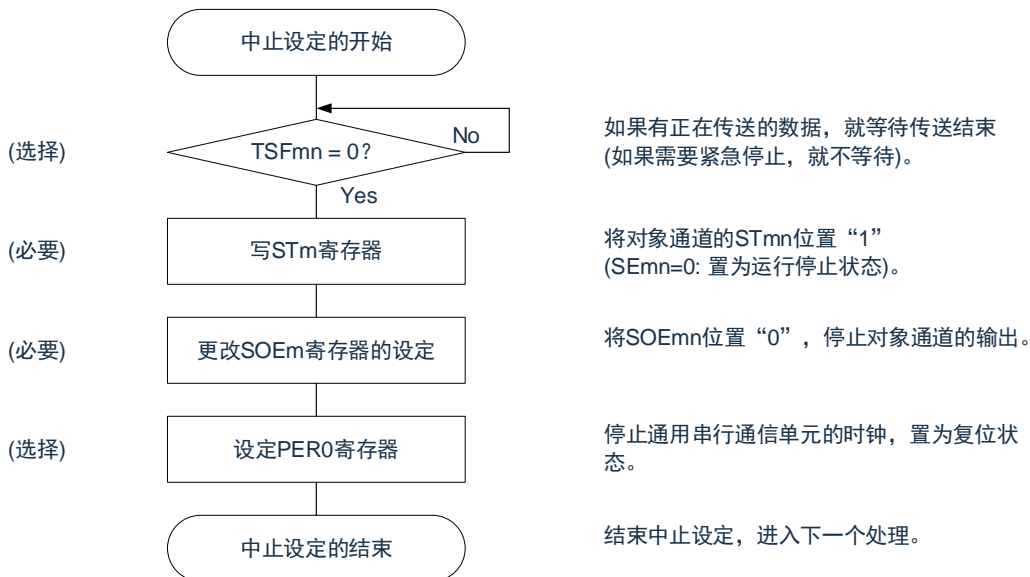 中止设定的开始
(选择)
TSFmn = 0?
No
Yes
如果有正在传送的数据，就等待传送结束
(如果需要紧急停止，就不等待)。
(必要)
写STm寄存器
将对象通道的STmn位置“1”
(SEmn=0: 置为运行停止状态)。
(必要)
更改SOEm寄存器的设定
将SOEmn位置“0”，停止对象通道的输出。
(选择)
设定PER0寄存器
停止通用串行通信单元的时钟，置为复位状
态。
中止设定的结束
结束中止设定，进入下一个处理。